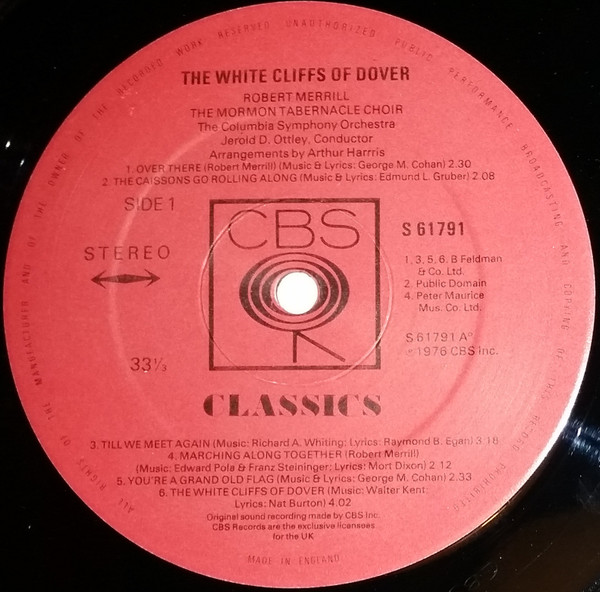 ALL RIGHTS OF THE MANUFACTURER AND OF THE OWNER OF THE RECORDED WORK RESERVED UNAUTHORIZED PUBLIC PERFORMANCE BROADCASTING AND COPYING OF THIS RECORD PROHIBITED
THE WHITE CLIFFS OF DOVER
ROBERT MERRILL
THE MORMON TABERNACLE CHOIR
The Columbia Symphony Orchestra
Jerold D. Ottley, Conductor
Arrangements by Arthur Harrris
1. OVER THERE (Robert Merrill) (Music & Lyrics: George M. Cohan) 2.30
2. THE CAISSONS GO ROLLING ALONG (Music & Lyrics: Edmund L. Gruber) 2.08
SIDE 1
STEREO
33⅓
CBS
CLASSICS
S 61791
1, 3, 5, 6. B Feldman
& Co. Ltd.
2. Public Domain
4. Peter Maurice
Mus. Co. Ltd.
S 61791 A°
℗ 1976 CBS Inc.
3. TILL WE MEET AGAIN (Music: Richard A. Whiting: Lyrics: Raymond B. Egan) 3.18
4. MARCHING ALONG TOGETHER (Robert Merrill)
(Music: Edward Pola & Franz Steininger: Lyrics: Mort Dixon) 2.12
5. YOU'RE A GRAND OLD FLAG (Music & Lyrics: George M. Cohan) 2.33
6. THE WHITE CLIFFS OF DOVER (Music: Walter Kent:
Lyrics: Nat Burton) 4.02
Original sound recording made by CBS Inc.
CBS Records are the exclusive licensees
for the UK
MADE IN ENGLAND